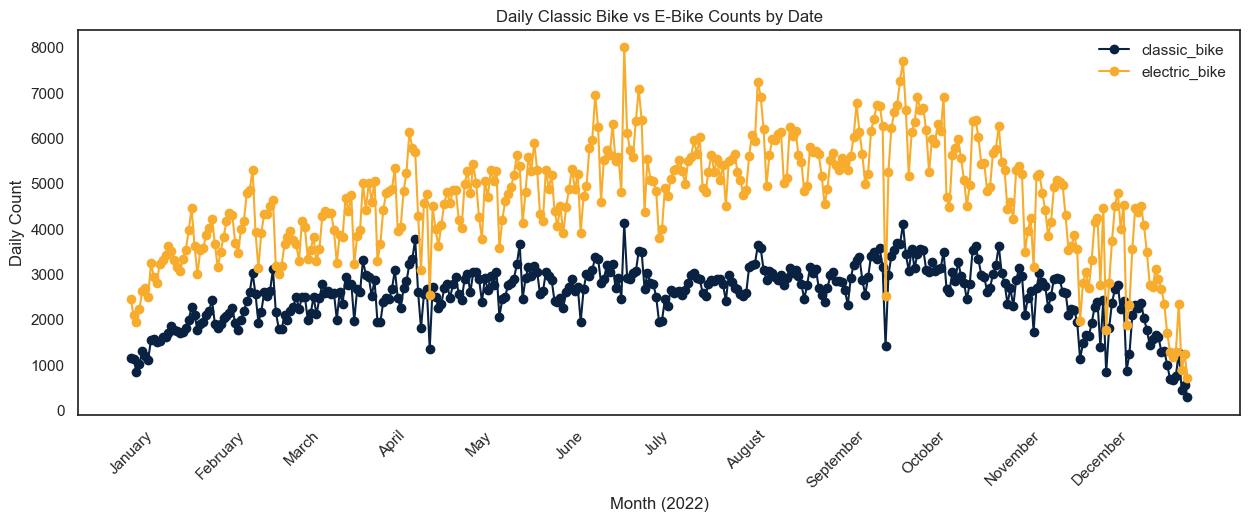 Daily Classic Bike vs E-Bike Counts by Date
classic_bike
electric_bike
Daily Count
8000
7000
6000
5000
4000
3000
2000
1000
0
January
February
March
April
May
June
July
August
September
October
November
December
Month (2022)